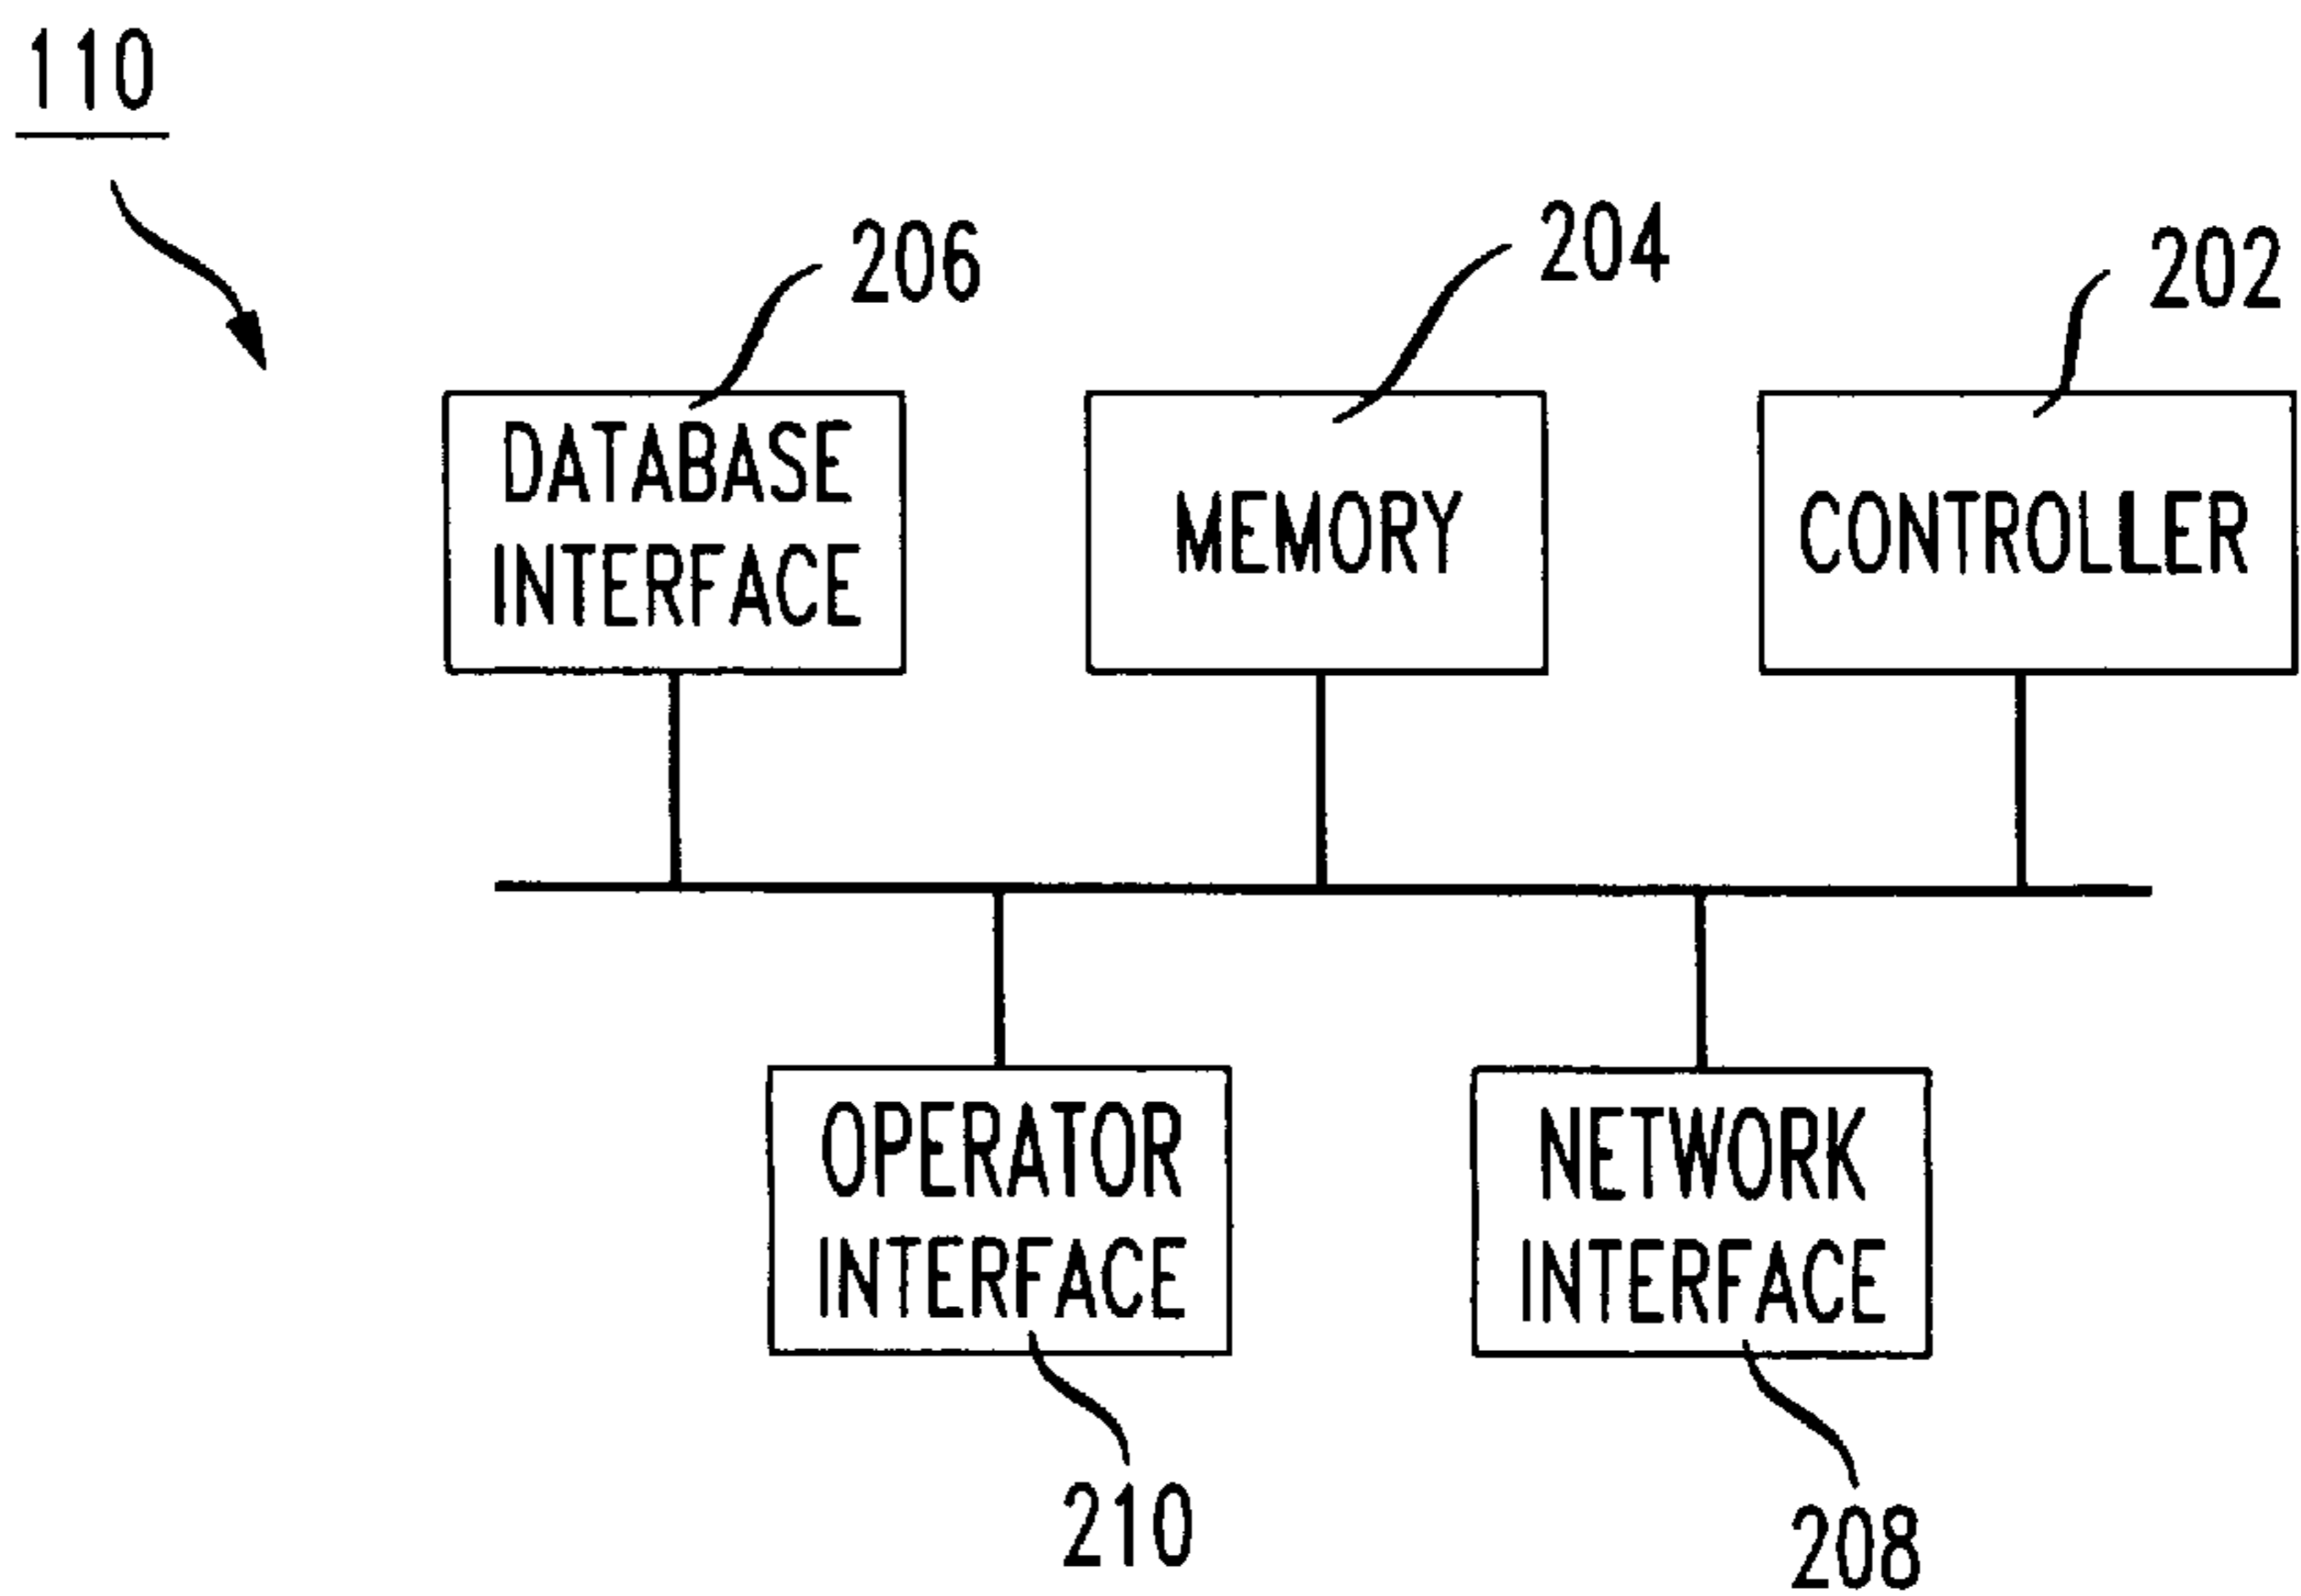 110
206
204
202
DATABASE
INTERFACE
MEMORY
CONTROLLER
OPERATOR
INTERFACE
NETWORK
INTERFACE
210
208